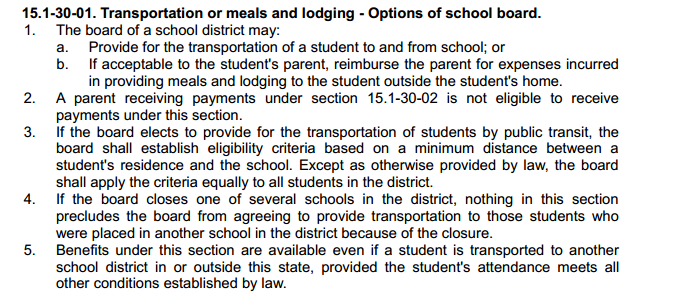 15.1-30-01. Transportation or meals and lodging - Options of school board.
1. The board of a school district may:
a. Provide for the transportation of a student to and from school; or
b. If acceptable to the student's parent, reimburse the parent for expenses incurred
in providing meals and lodging to the student outside the student's home.
2. A parent receiving payments under section 15.1-30-02 is not eligible to receive
payments under this section.
3. If the board elects to provide for the transportation of students by public transit, the
board shall establish eligibility criteria based on a minimum distance between a
student's residence and the school. Except as otherwise provided by law, the board
shall apply the criteria equally to all students in the district.
4. If the board closes one of several schools in the district, nothing in this section
precludes the board from agreeing to provide transportation to those students who
were placed in another school in the district because of the closure.
5. Benefits under this section are available even if a student is transported to another
school district in or outside this state, provided the student's attendance meets all
other conditions established by law.